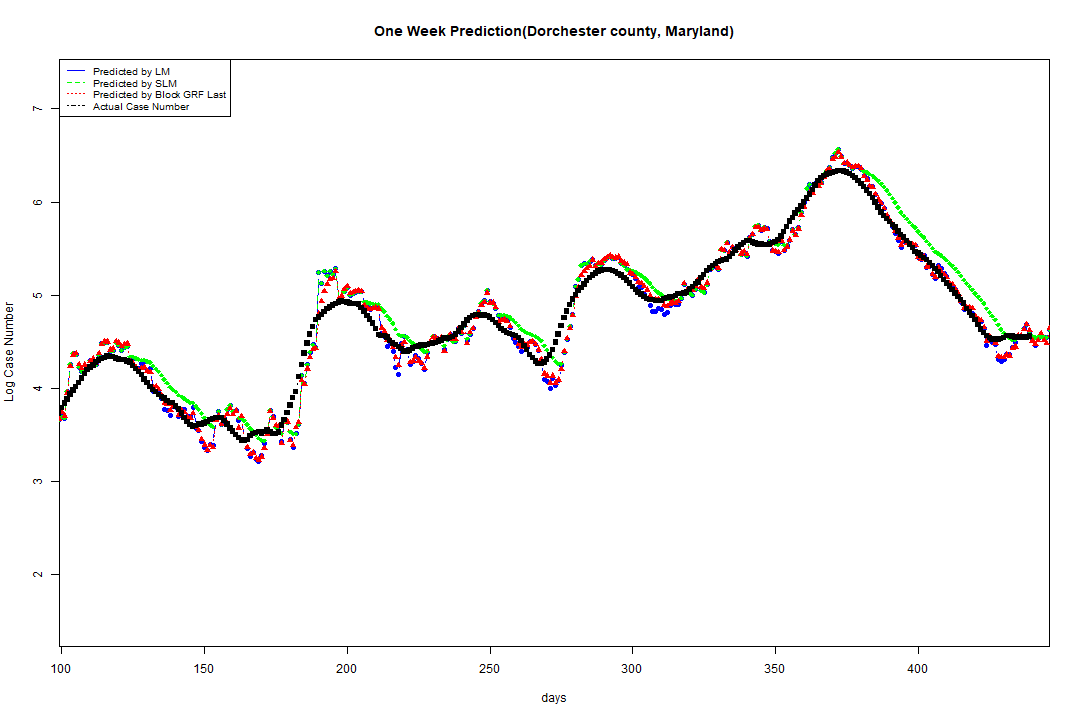 One Week Prediction(Dorchester county, Maryland)
Predicted by LM
Predicted by SLM
Predicted by Block GRF Last
Actual Case Number
7
6
5
4
3
2
Log Case Number
100 150 200 250 300 350 400
days